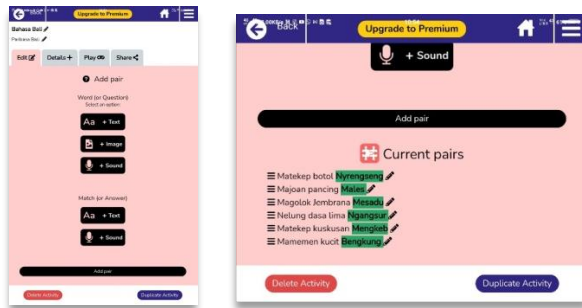 Back
Upgrade to Premium
Bahasa Bali
Paribasa Bali
Edit
Details +
Play
Share
Add pair
Word (or Question)
Select an option
Aa + Text
+ Image
+ Sound
Match (or Answer)
Aa + Text
+ Sound
Add pair
Delete Activity
Duplicate Activity
Back
Upgrade to Premium
+ Sound
Add pair
Current pairs
Matekep botol Nyrengseng
Majoan pancing Males
Magolok Jembrana Mesadu
Nelung dasa lima Ngangsur
Matekep kuskusan Mengkeb
Mamemen kucit Bengkung
Delete Activity
Duplicate Activity